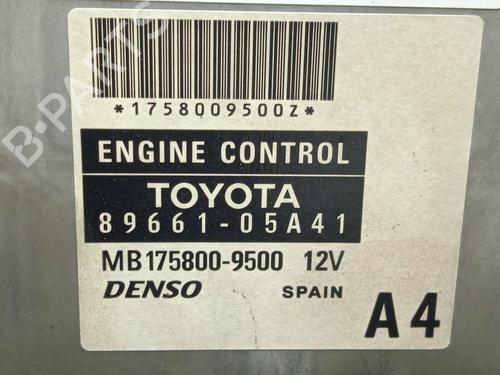 *1758009500Z*
ENGINE CONTROL
TOYOTA
89661-05A41
MB175800-9500 12V
DENSO SPAIN
A4
B-PARTS